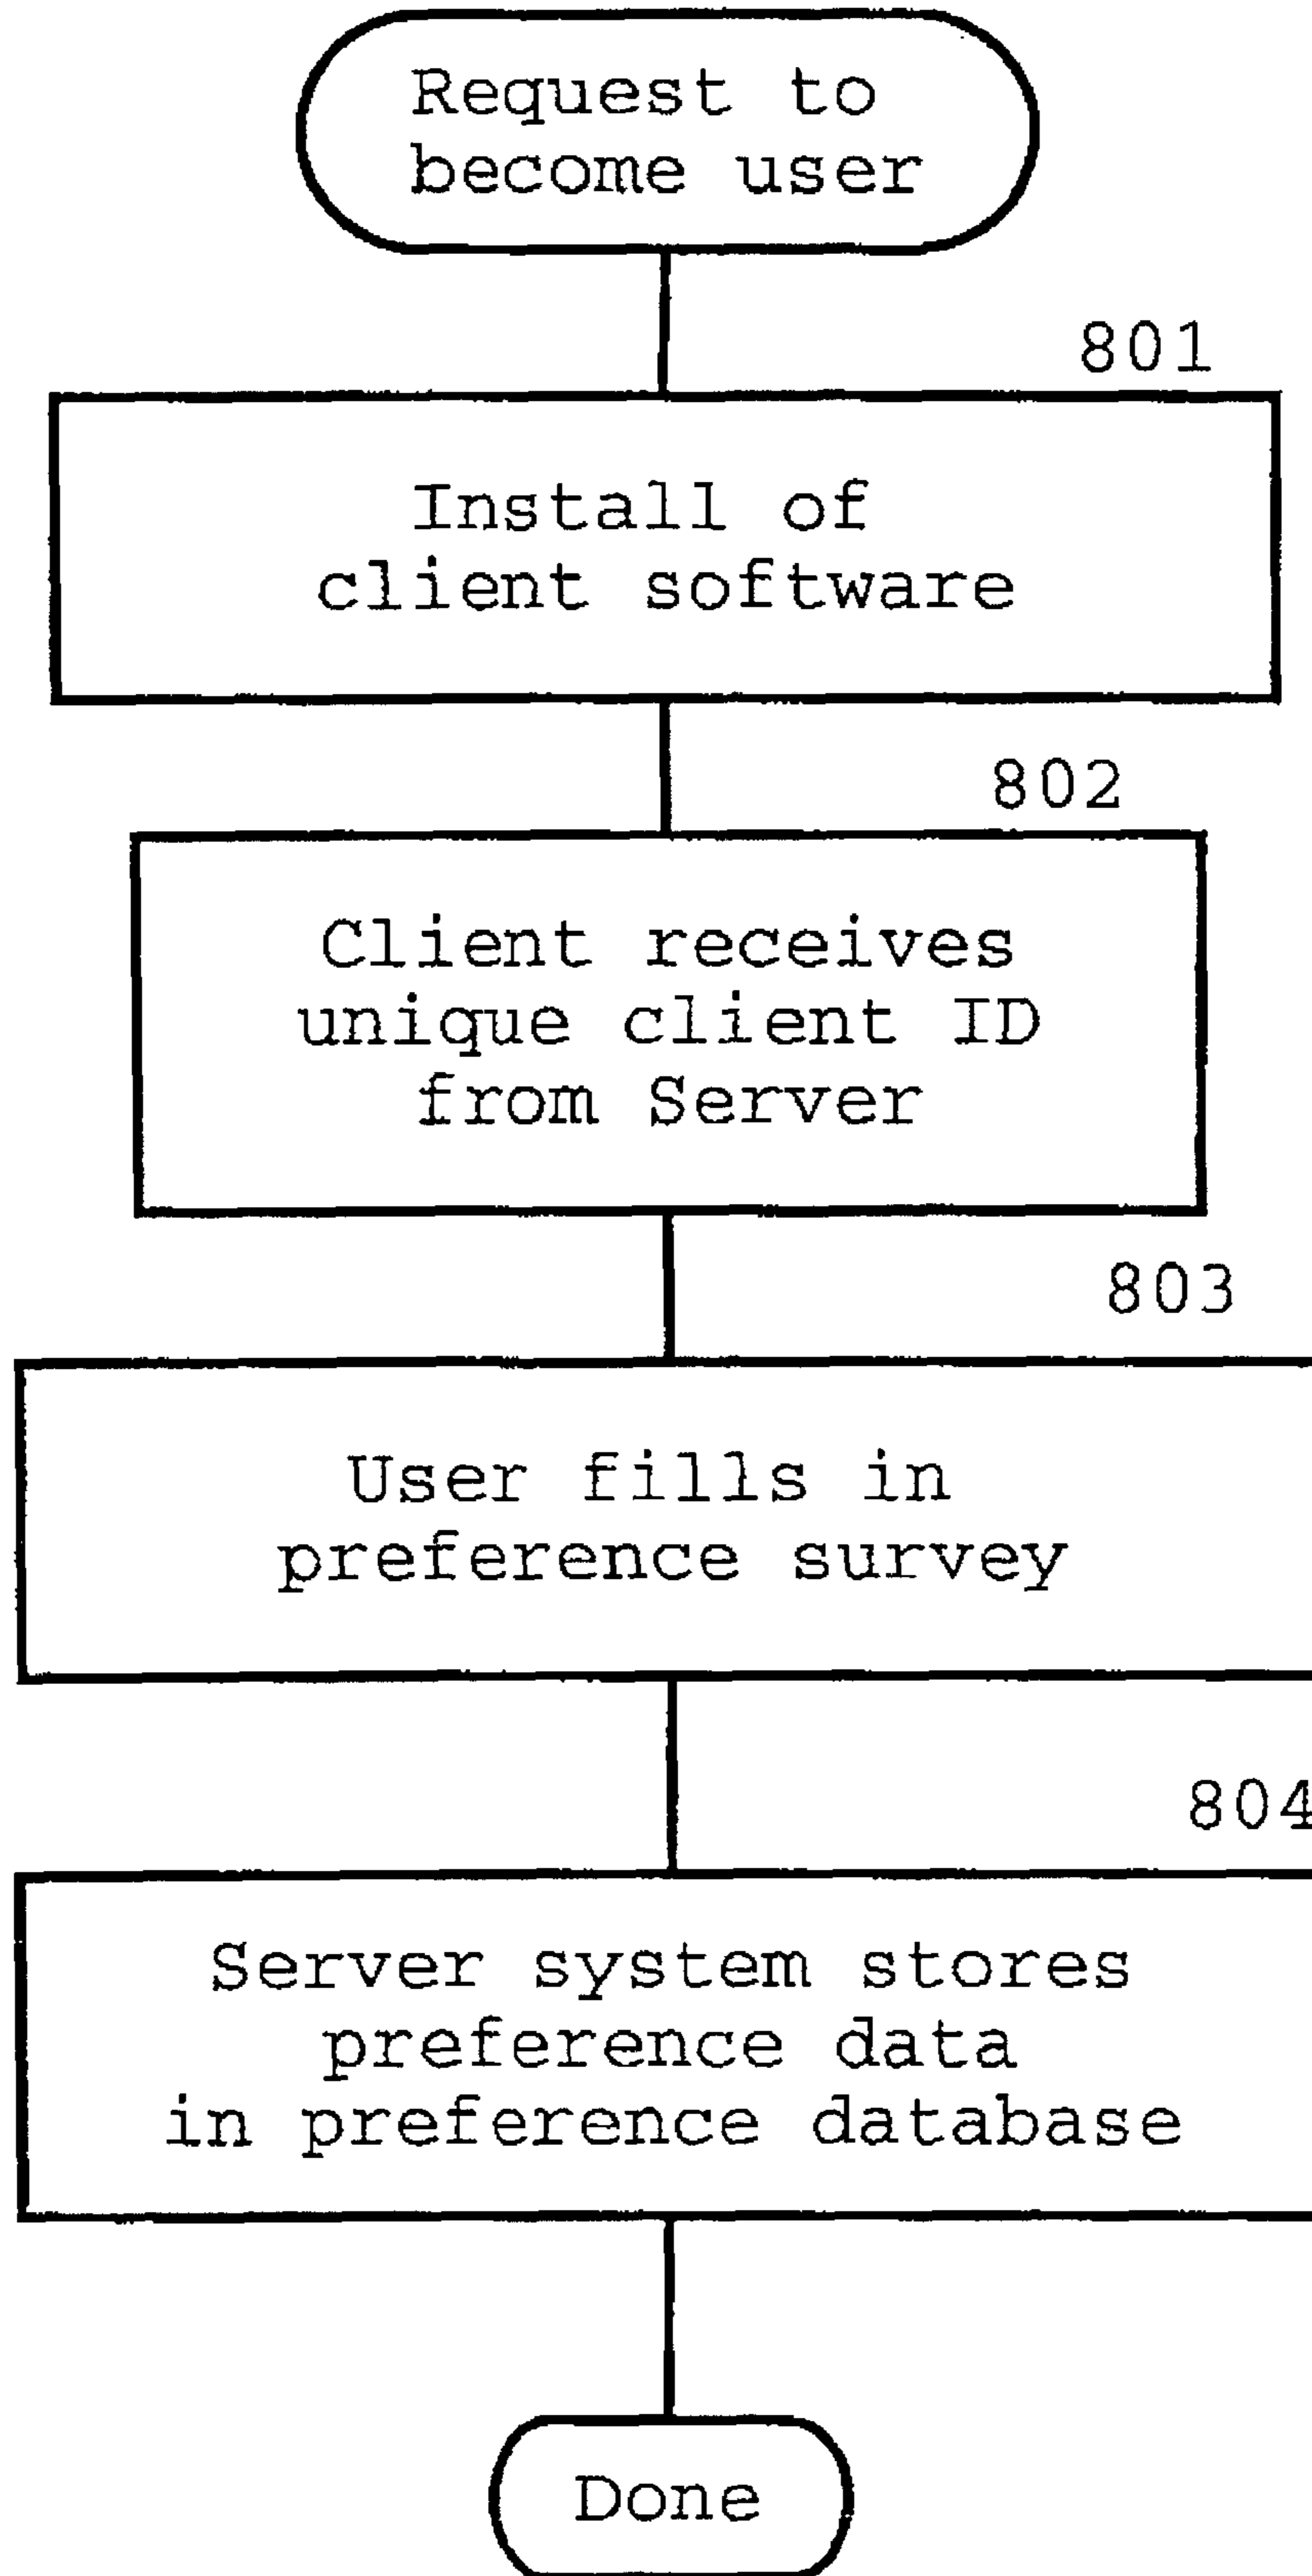 Request to
become user
801
Install of
client software
802
Client receives
unique client ID
from Server
803
User fills in
preference survey
804
Server system stores
preference data
in preference database
Done